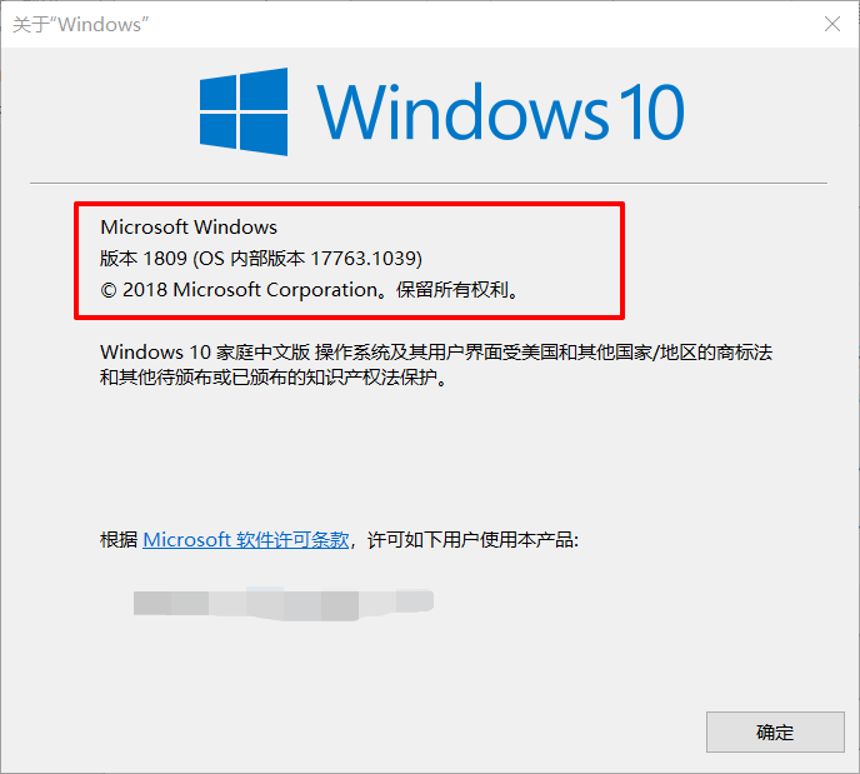 关于“Windows”
Windows 10
Microsoft Windows
版本 1809 (OS 内部版本 17763.1039)
© 2018 Microsoft Corporation。保留所有权利。
Windows 10 家庭中文版 操作系统及其用户界面受美国和其他国家/地区的商标法
和其他待颁布或已颁布的知识产权法保护。
根据 Microsoft 软件许可条款，许可如下用户使用本产品:
确定